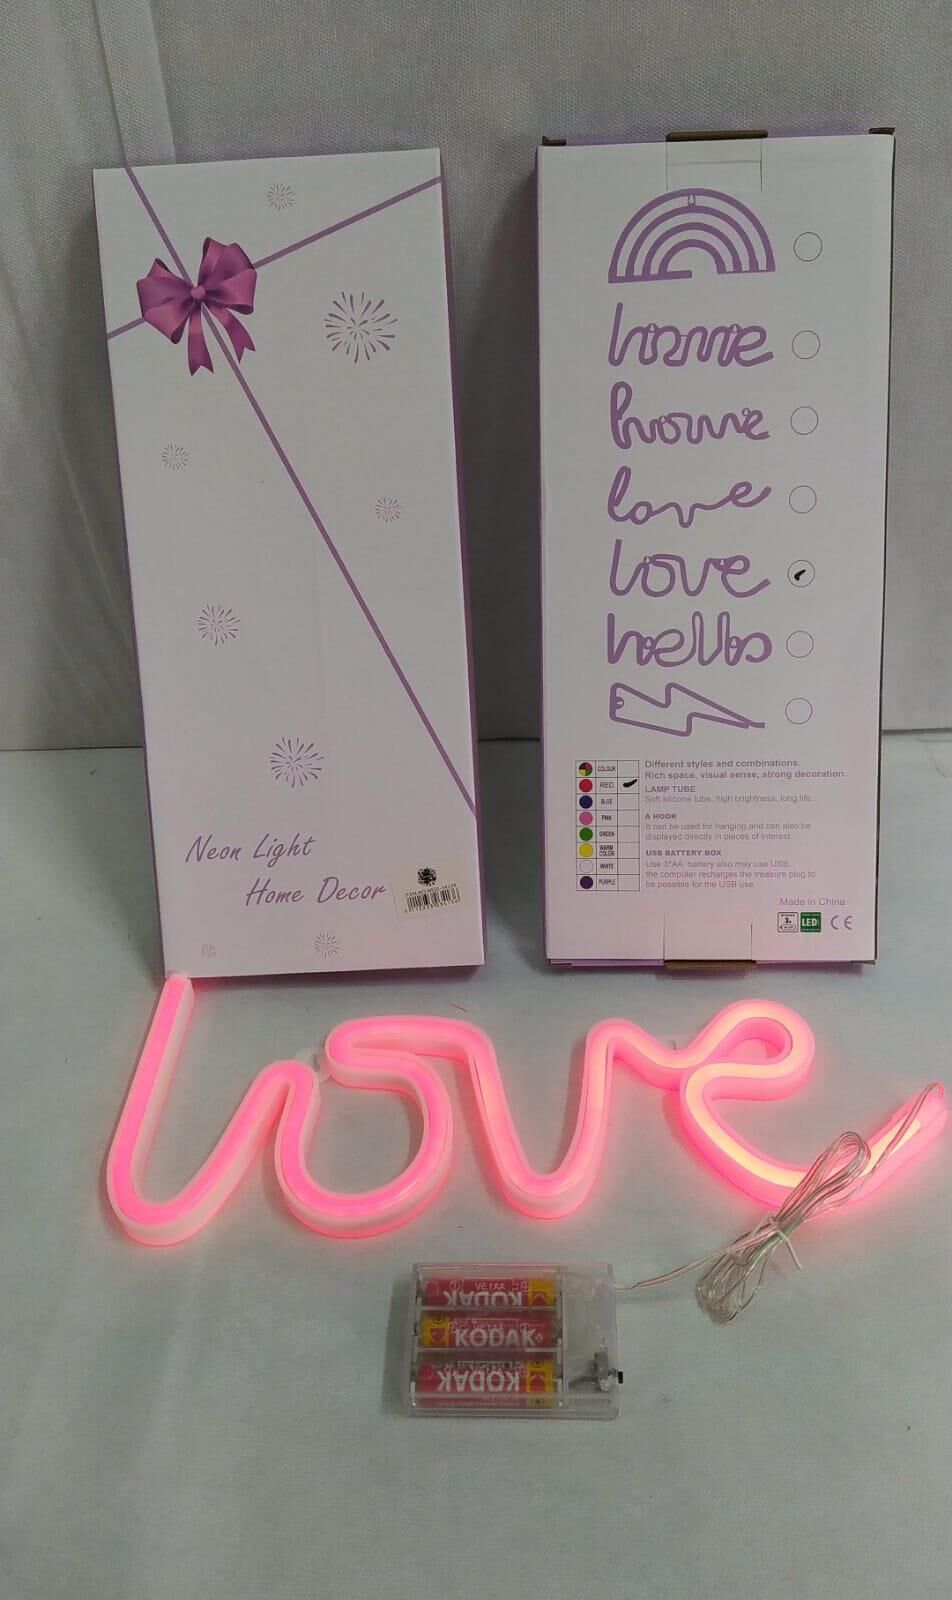 Neon Light
Home Decor
home
home
love
love
hello
COLOUR
RED
BLUE
PINK
GREEN
WARM
COLOR
WHITE
PURPLE
Different styles and combinations.
Rich space, visual sense, strong decoration.
LAMP TUBE
Soft silicone tube, high brightness, long life.
A HOOK
It can be used for hanging and can also be
displayed directly in places of interest.
USB BATTERY BOX
Use 3*AA battery also may use USB,
the computer recharges the treasure plug to
be possible for the USB use.
Made in China
LED
CE
love
AA1.5V
KODAK
KODAK
KODAK